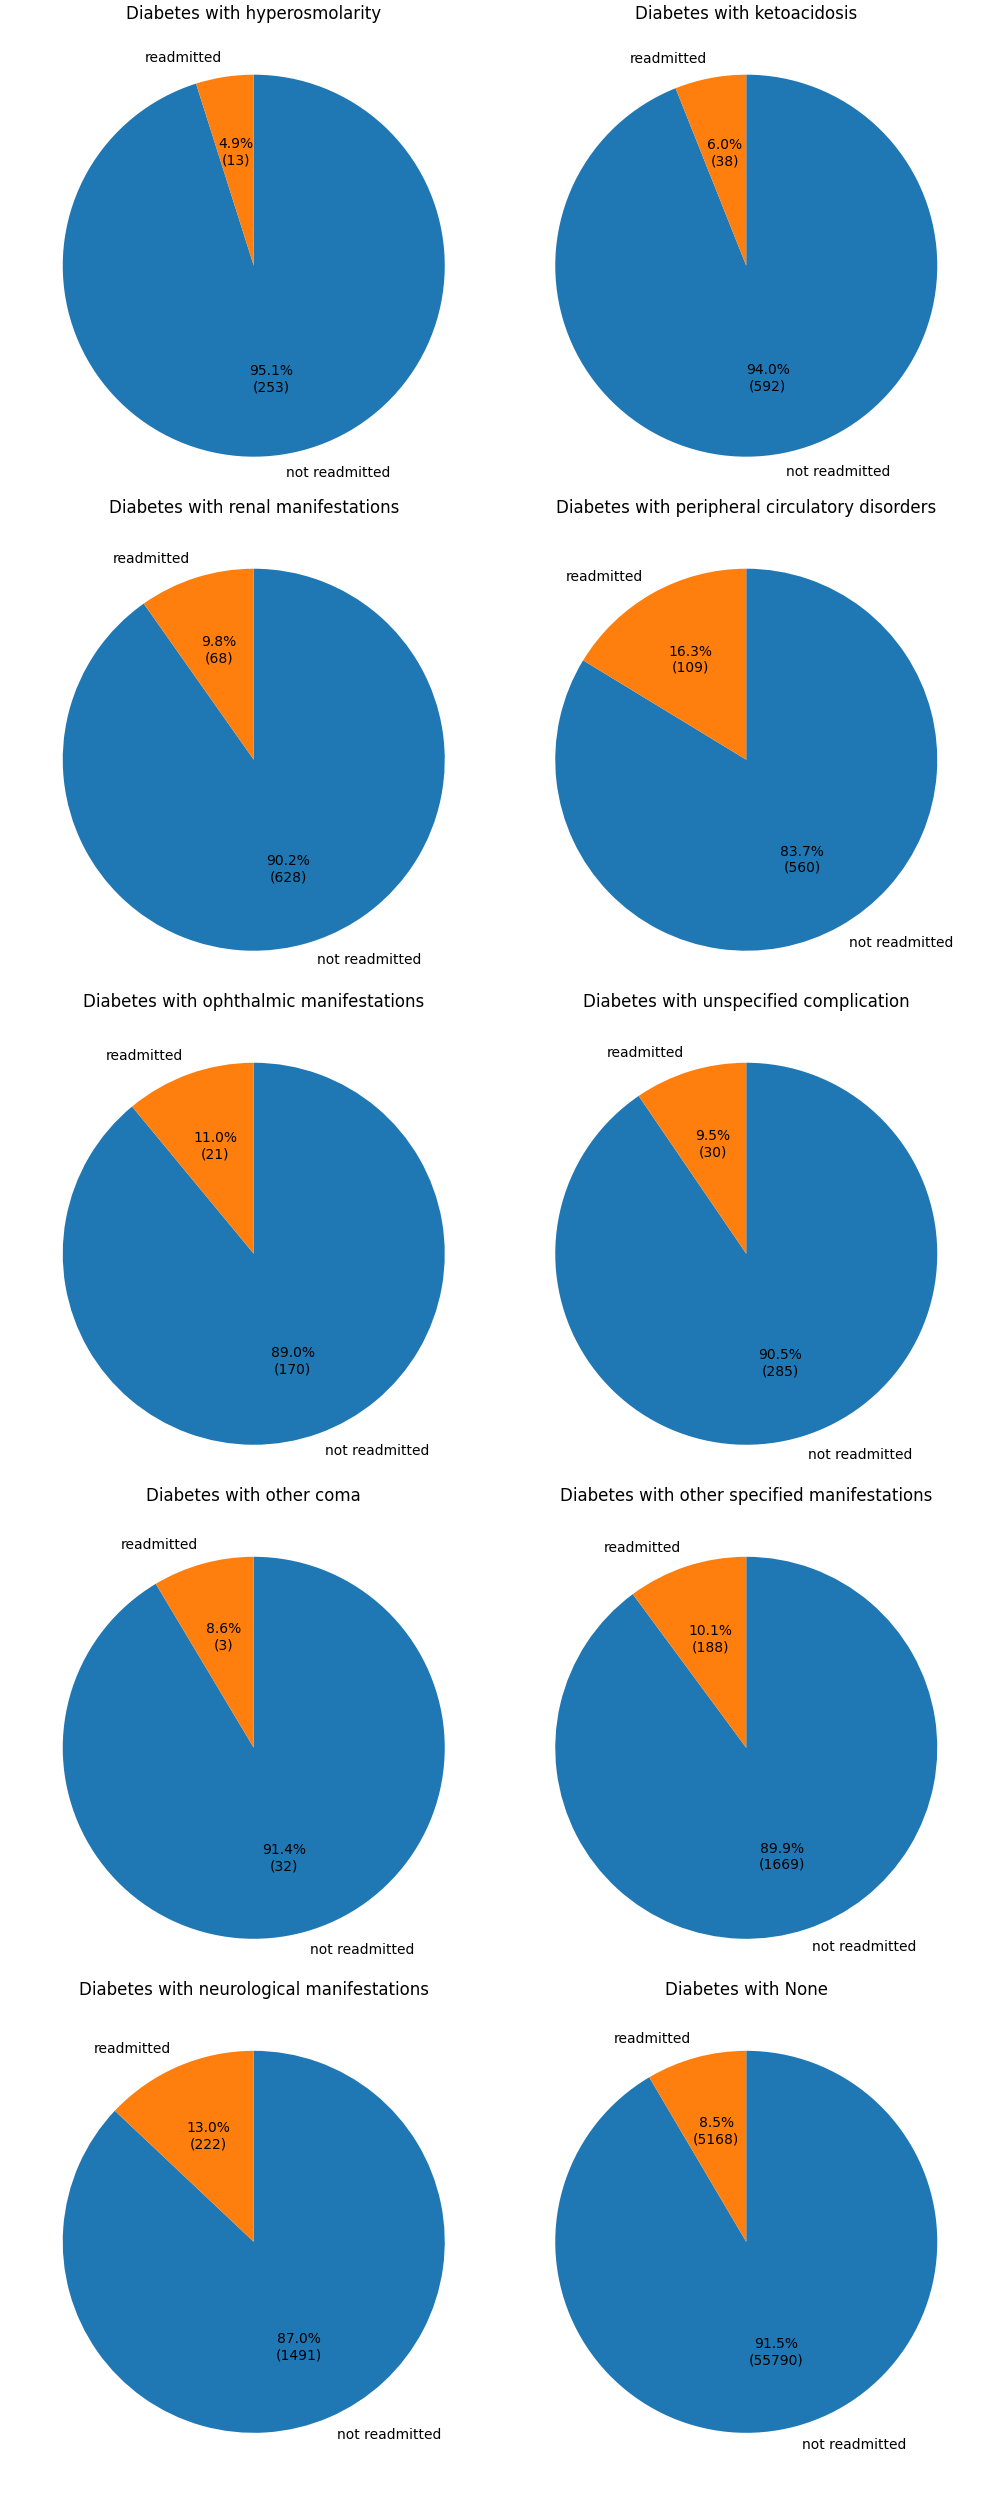 Diabetes with hyperosmolarity
readmitted
4.9%
(13)
95.1%
(253)
not readmitted
Diabetes with ketoacidosis
readmitted
6.0%
(38)
94.0%
(592)
not readmitted
Diabetes with renal manifestations
readmitted
9.8%
(68)
90.2%
(628)
not readmitted
Diabetes with peripheral circulatory disorders
readmitted
16.3%
(109)
83.7%
(560)
not readmitted
Diabetes with ophthalmic manifestations
readmitted
11.0%
(21)
89.0%
(170)
not readmitted
Diabetes with unspecified complication
readmitted
9.5%
(30)
90.5%
(285)
not readmitted
Diabetes with other coma
readmitted
8.6%
(3)
91.4%
(32)
not readmitted
Diabetes with other specified manifestations
readmitted
10.1%
(188)
89.9%
(1669)
not readmitted
Diabetes with neurological manifestations
readmitted
13.0%
(222)
87.0%
(1491)
not readmitted
Diabetes with None
readmitted
8.5%
(5168)
91.5%
(55790)
not readmitted